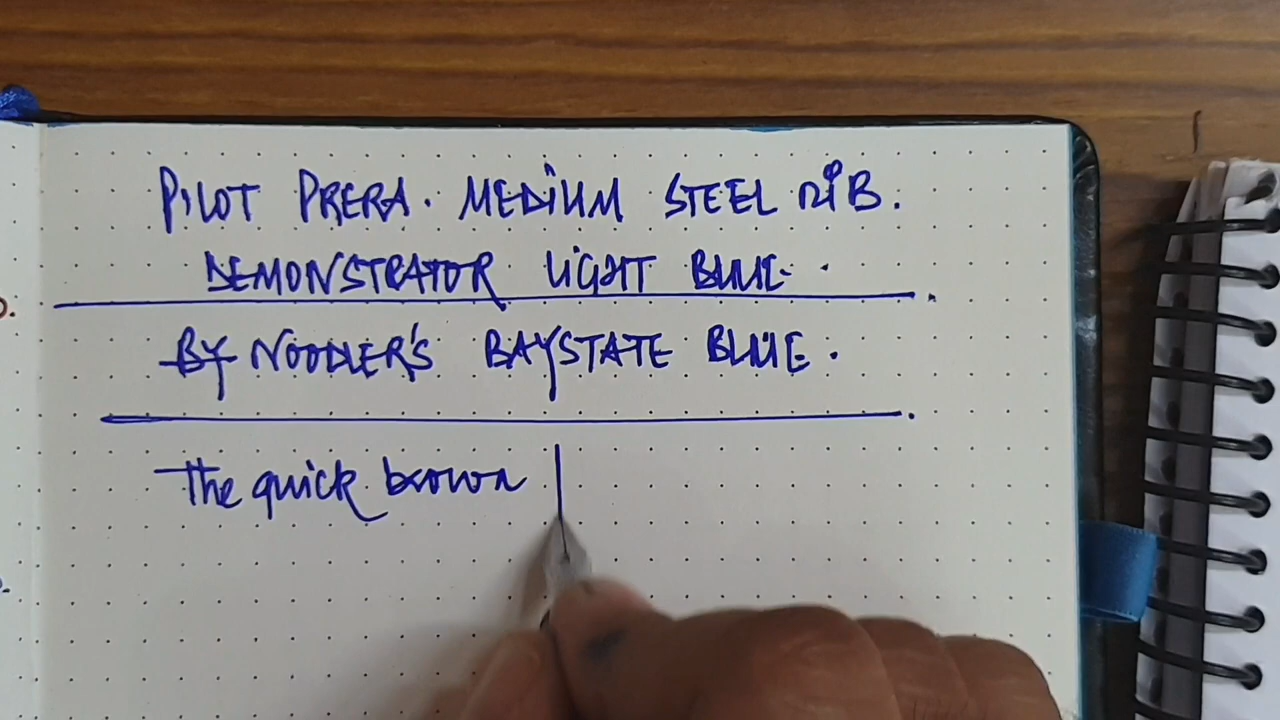 PILOT PRERA. MEDIUM STEEL NIB.
DEMONSTRATOR LIGHT BLUE.
BY NOODLER'S BAYSTATE BLUE.
The quick brown